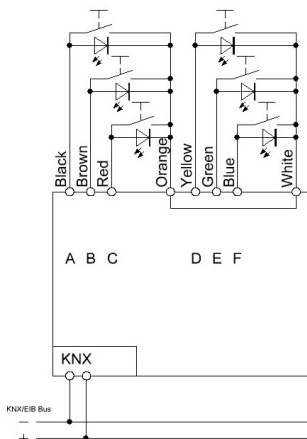 Black
Brown
Red
Orange
Yellow
Green
Blue
White
A B C D E F
KNX
KNX/EIB Bus
+